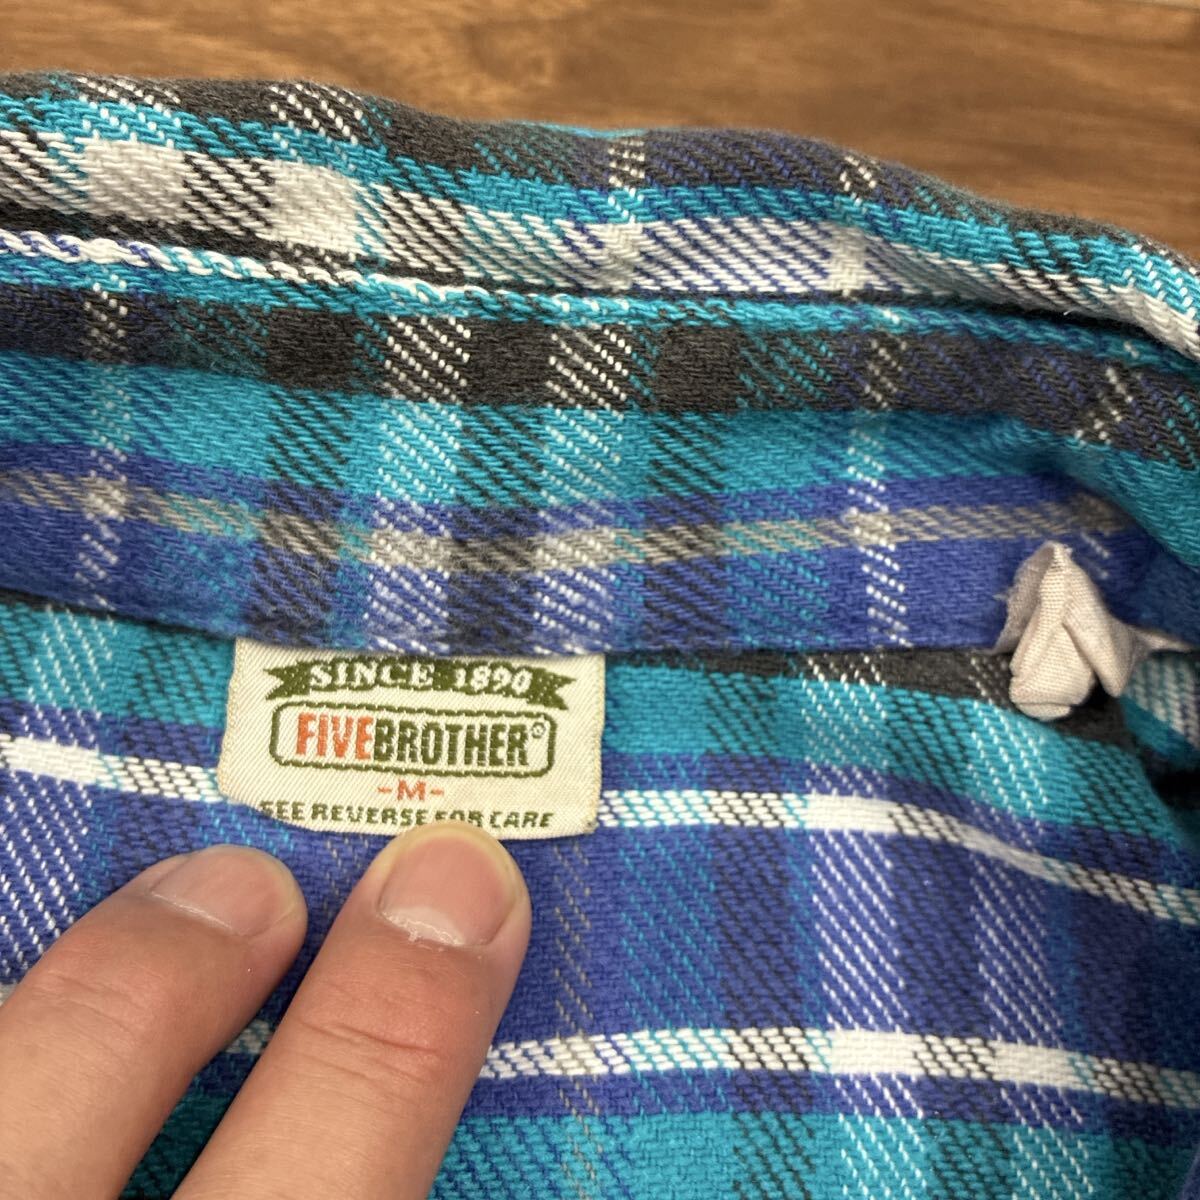 SINCE 1890
FIVEBROTHER®
-M-
SEE REVERSE FOR CARE